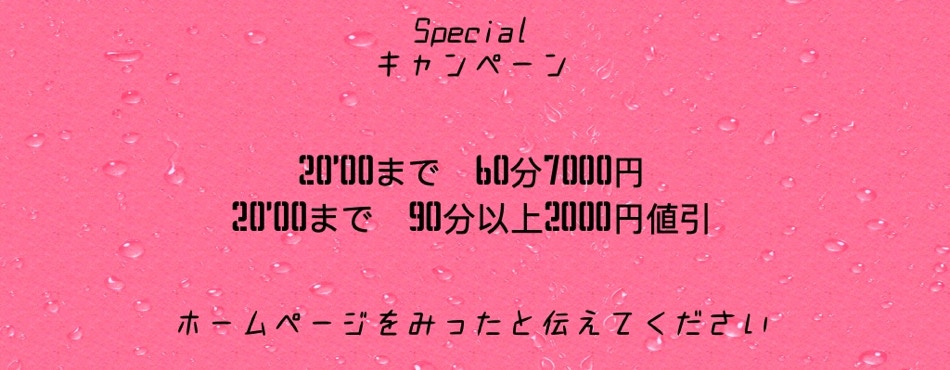 Special
キャンペーン
20'00まで　60分7000円
20'00まで　90分以上2000円値引
ホームページをみったと伝えてください